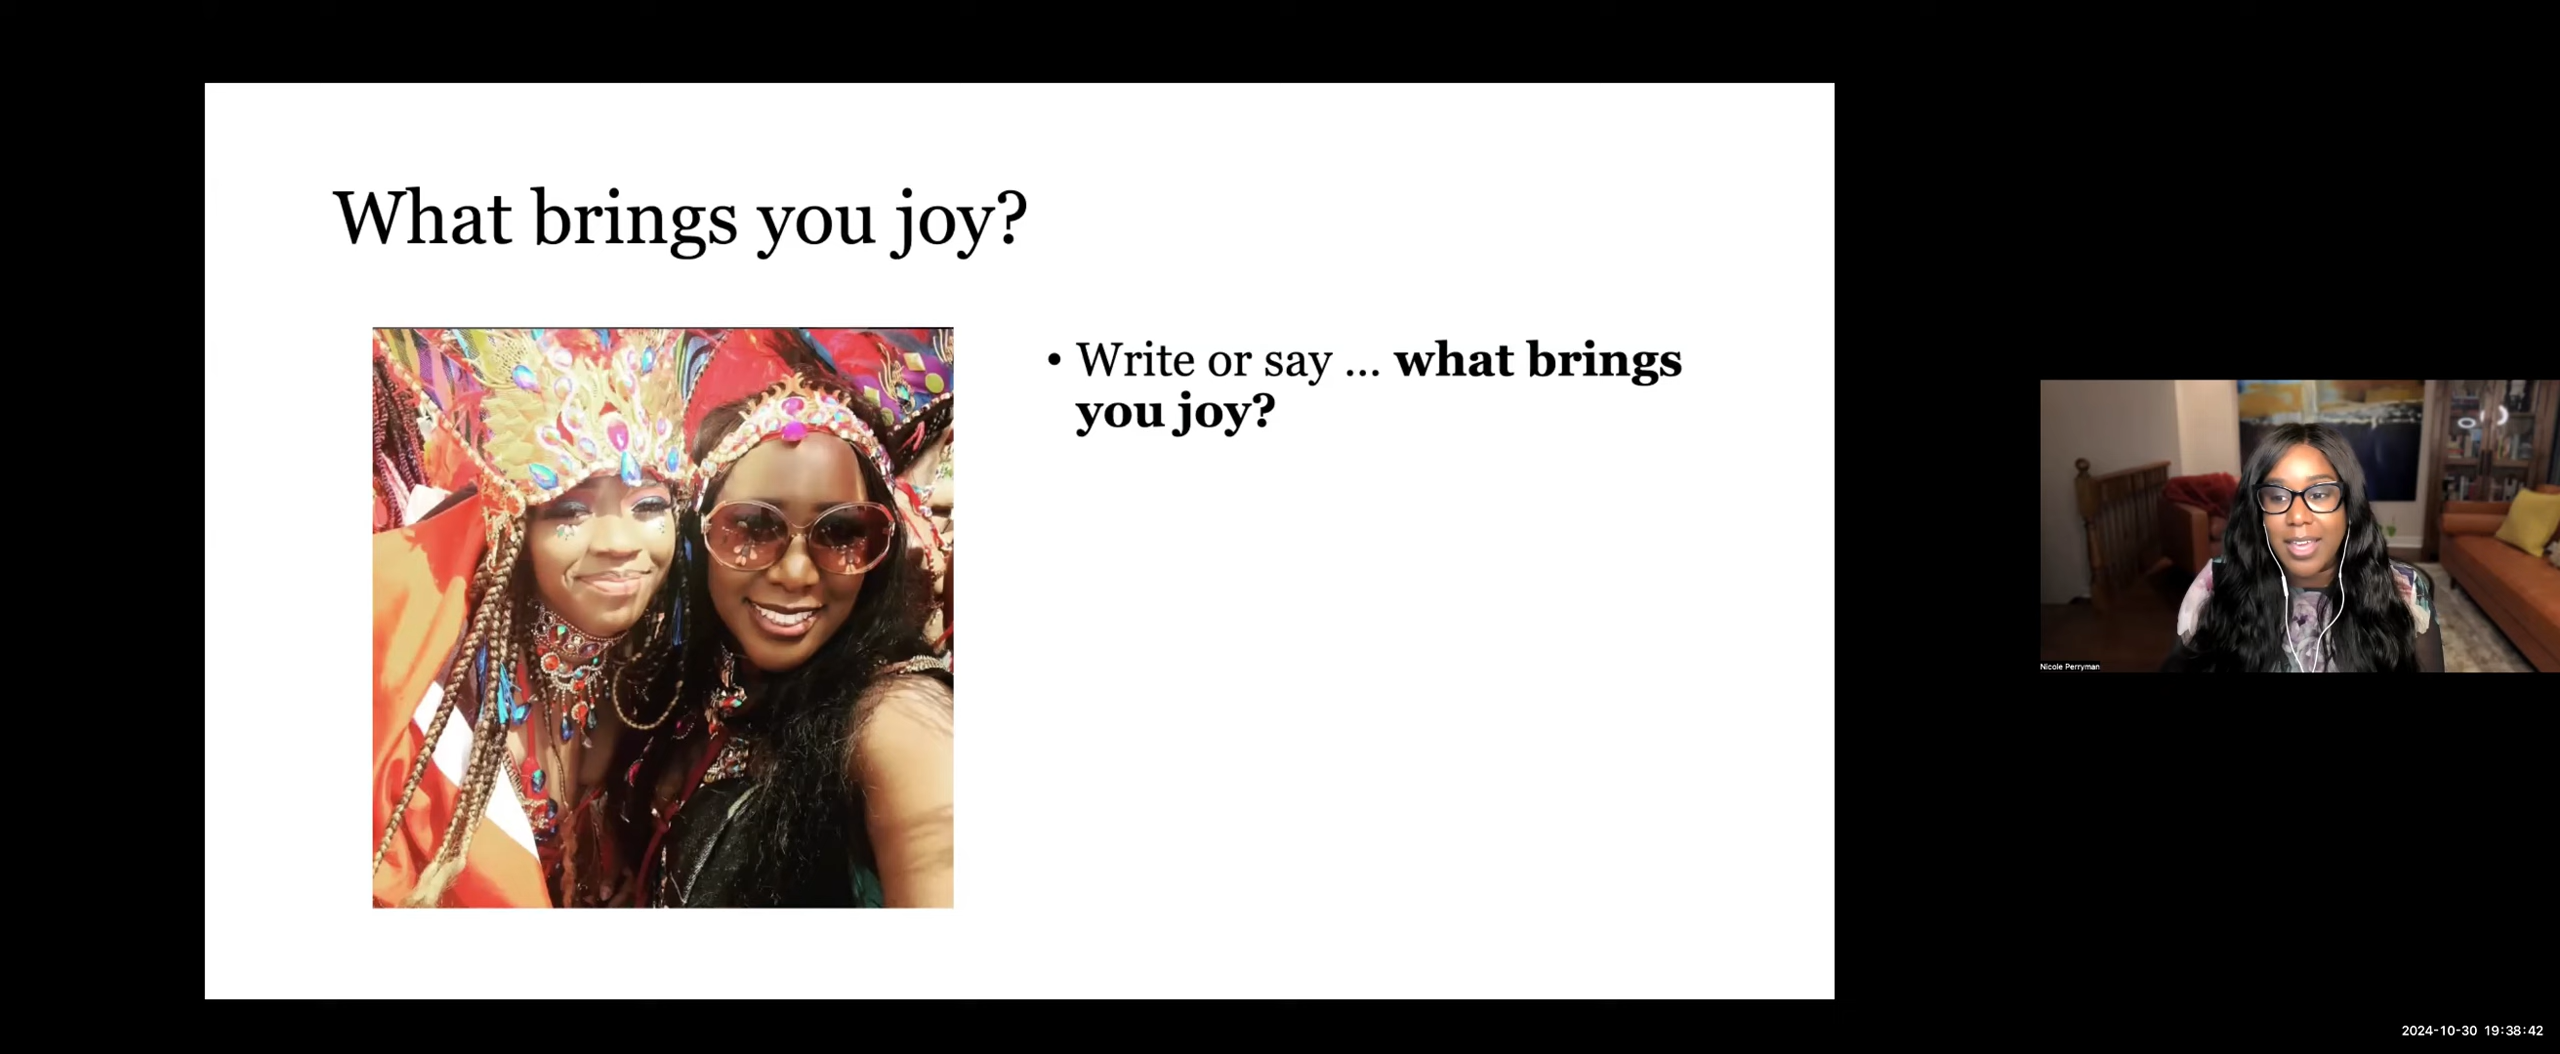 What brings you joy?
• Write or say ... what brings
you joy?
Nicole Perryman
2024-10-30 19:38:42